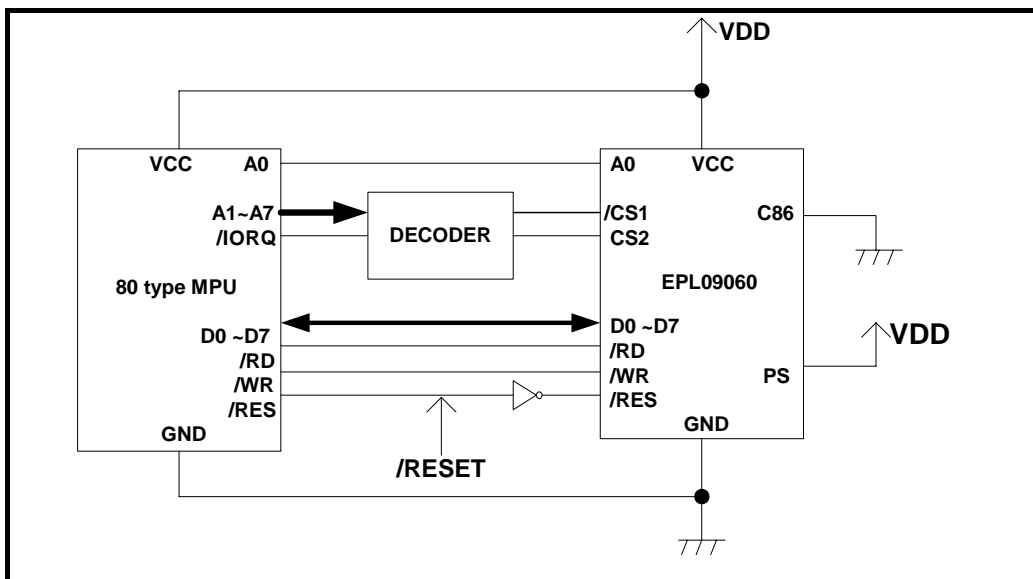 VDD
VCC A0
A1~A7
/IORQ
80 type MPU
D0 ~D7
/RD
/WR
/RES
GND
DECODER
/RESET
A0 VCC
/CS1 C86
CS2
EPL09060
D0 ~D7
/RD
/WR PS
/RES
GND
VDD